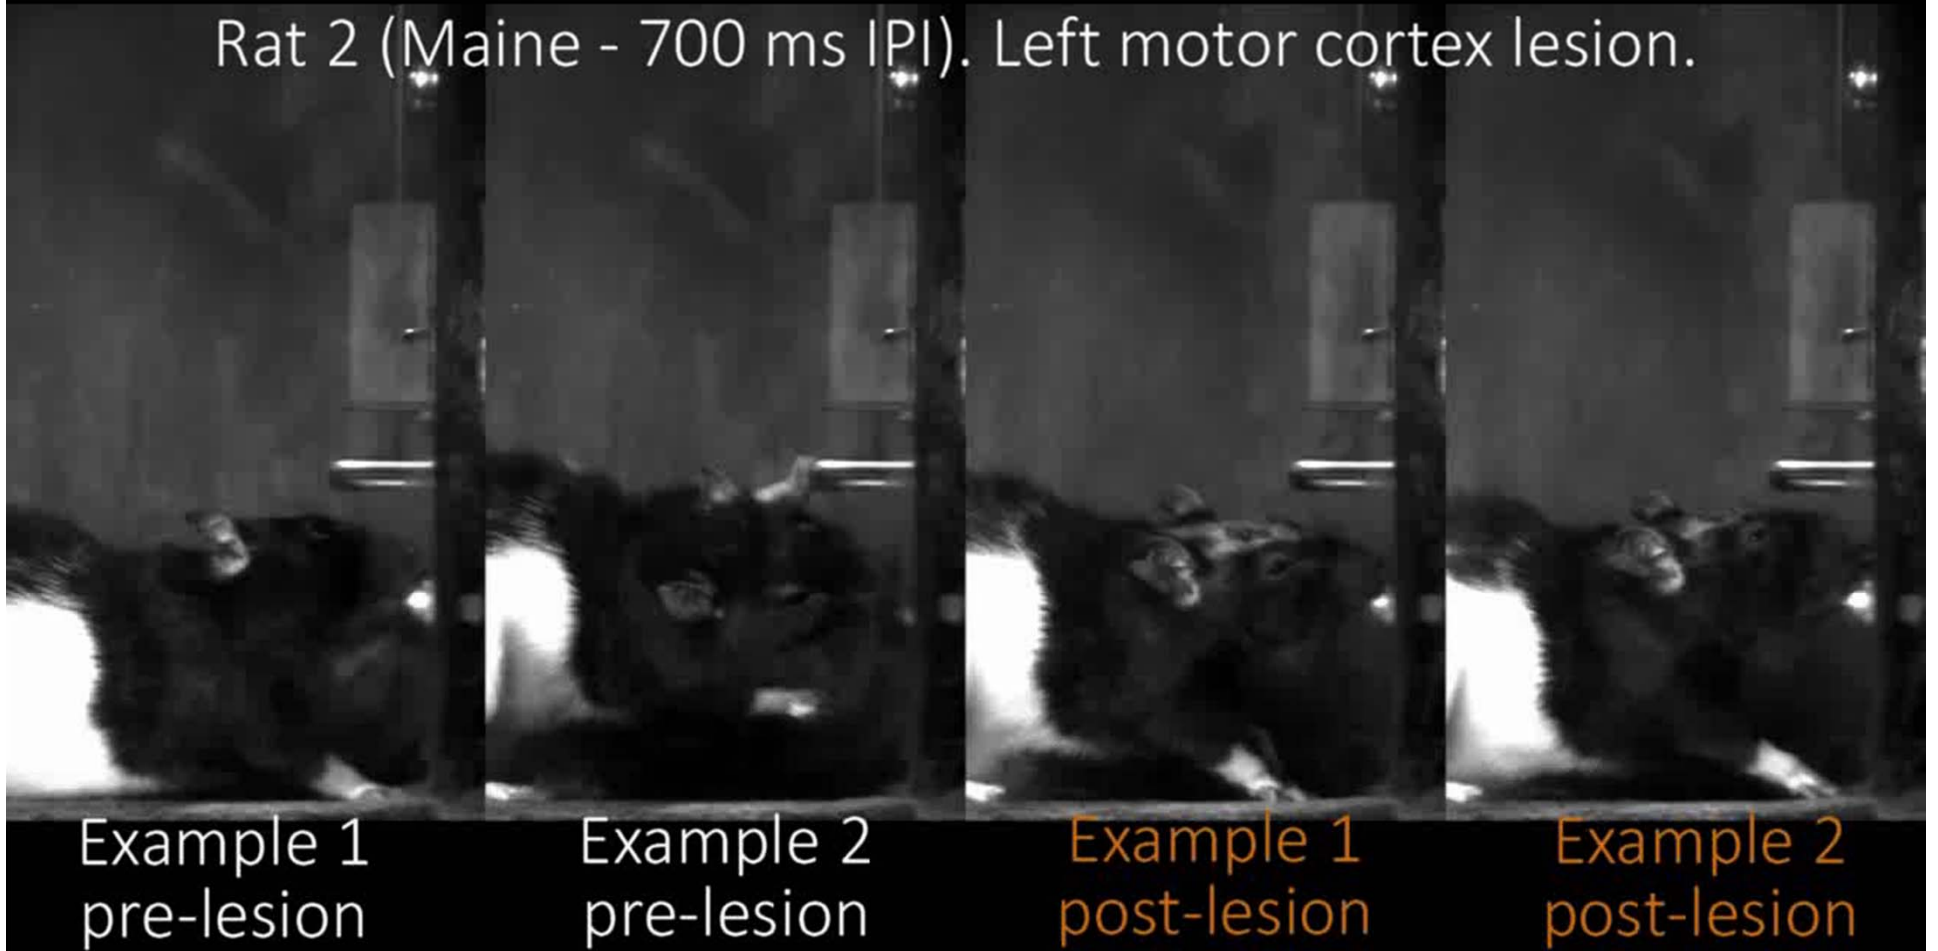 Rat 2 (Maine - 700 ms IPI). Left motor cortex lesion.
Example 1
pre-lesion
Example 2
pre-lesion
Example 1
post-lesion
Example 2
post-lesion